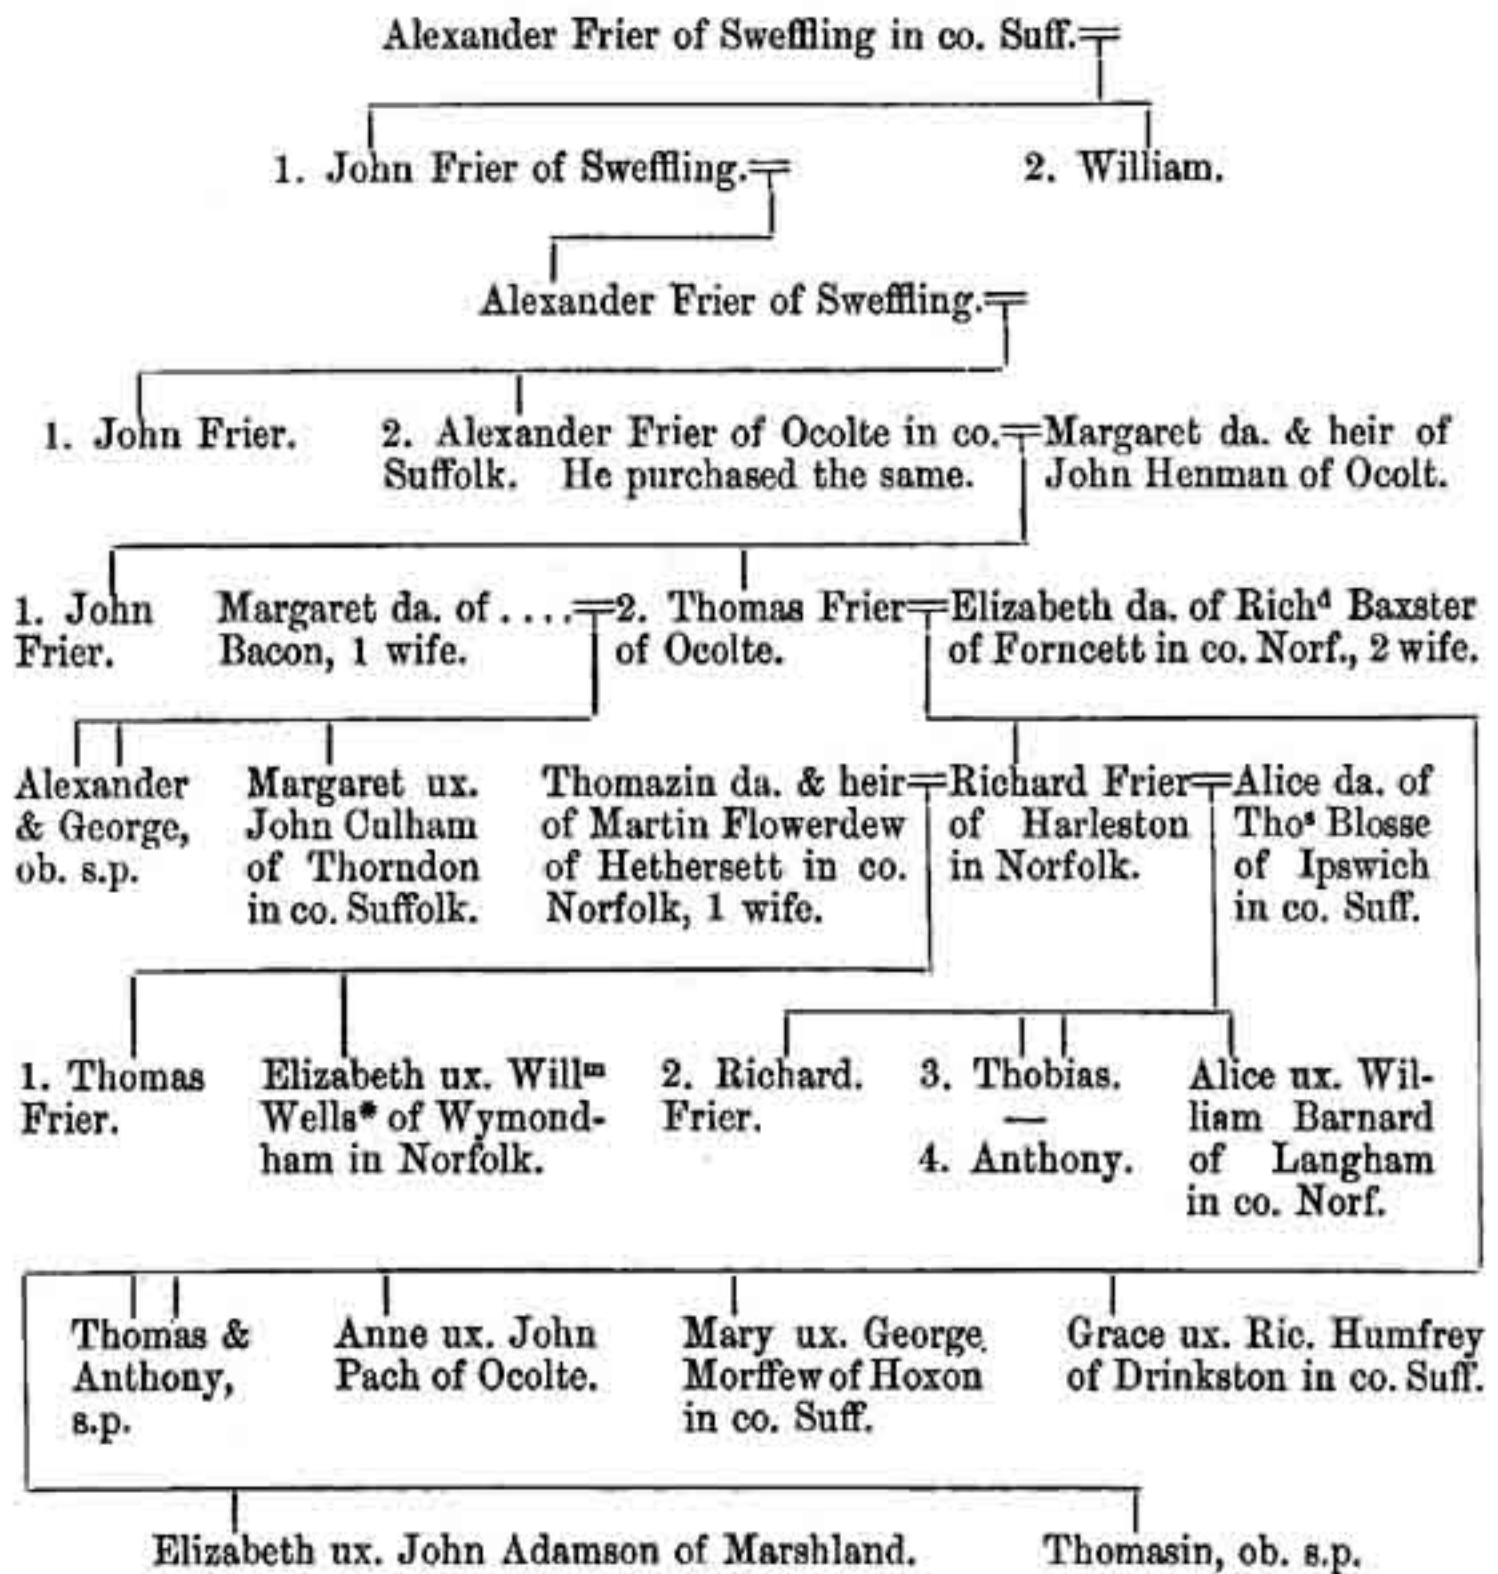 Alexander Frier of Sweffling in co. Suff.
1. John Frier of Sweffling.
2. William.
Alexander Frier of Sweffling.
1. John Frier.
2. Alexander Frier of Ocolte in co.
Suffolk. He purchased the same.
Margaret da. & heir of
John Henman of Ocolt.
1. John
Frier.
Margaret da. of ....
Bacon, 1 wife.
2. Thomas Frier
of Ocolte.
Elizabeth da. of Richᵈ Baxster
of Forncett in co. Norf., 2 wife.
Alexander
& George,
ob. s.p.
Margaret ux.
John Culham
of Thorndon
in co. Suffolk.
Thomazin da. & heir
of Martin Flowerdew
of Hethersett in co.
Norfolk, 1 wife.
Richard Frier
of Harleston
in Norfolk.
Alice da. of
Thoˢ Blosse
of Ipswich
in co. Suff.
1. Thomas
Frier.
Elizabeth ux. Willᵐ
Wells* of Wymond-
ham in Norfolk.
2. Richard.
Frier.
3. Thobias.
—
4. Anthony.
Alice ux. Wil-
liam Barnard
of Langham
in co. Norf.
Thomas &
Anthony,
s.p.
Anne ux. John
Pach of Ocolte.
Mary ux. George
Morffew of Hoxon
in co. Suff.
Grace ux. Ric. Humfrey
of Drinkston in co. Suff.
Elizabeth ux. John Adamson of Marshland.
Thomasin, ob. s.p.